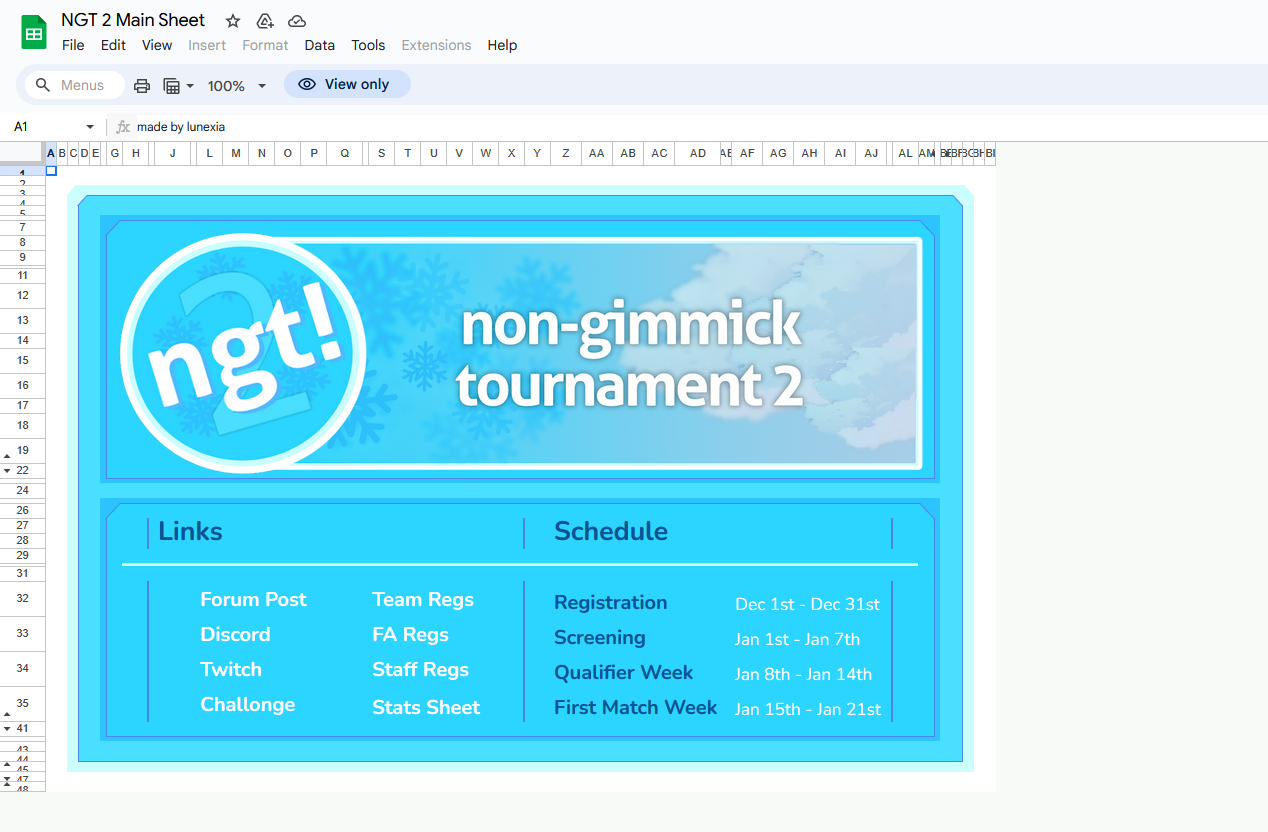 NGT 2 Main Sheet
File Edit View Insert Format Data Tools Extensions Help
Menus 100% View only
A1 fx made by lunexia
A B C D E G H J L M N O P Q S T U V W X Y Z AA AB AC AD AE AF AG AH AI AJ AL AM
1
2
3
4
5
7
8
9
11
12
13
14
15
16
17
18
19
22
24
26
27
28
29
31
32
33
34
35
41
43
44
45
47
48
2
ngt!
non-gimmick
tournament 2
Links
Forum Post Team Regs
Discord FA Regs
Twitch Staff Regs
Challonge Stats Sheet
Schedule
Registration Dec 1st - Dec 31st
Screening Jan 1st - Jan 7th
Qualifier Week Jan 8th - Jan 14th
First Match Week Jan 15th - Jan 21st